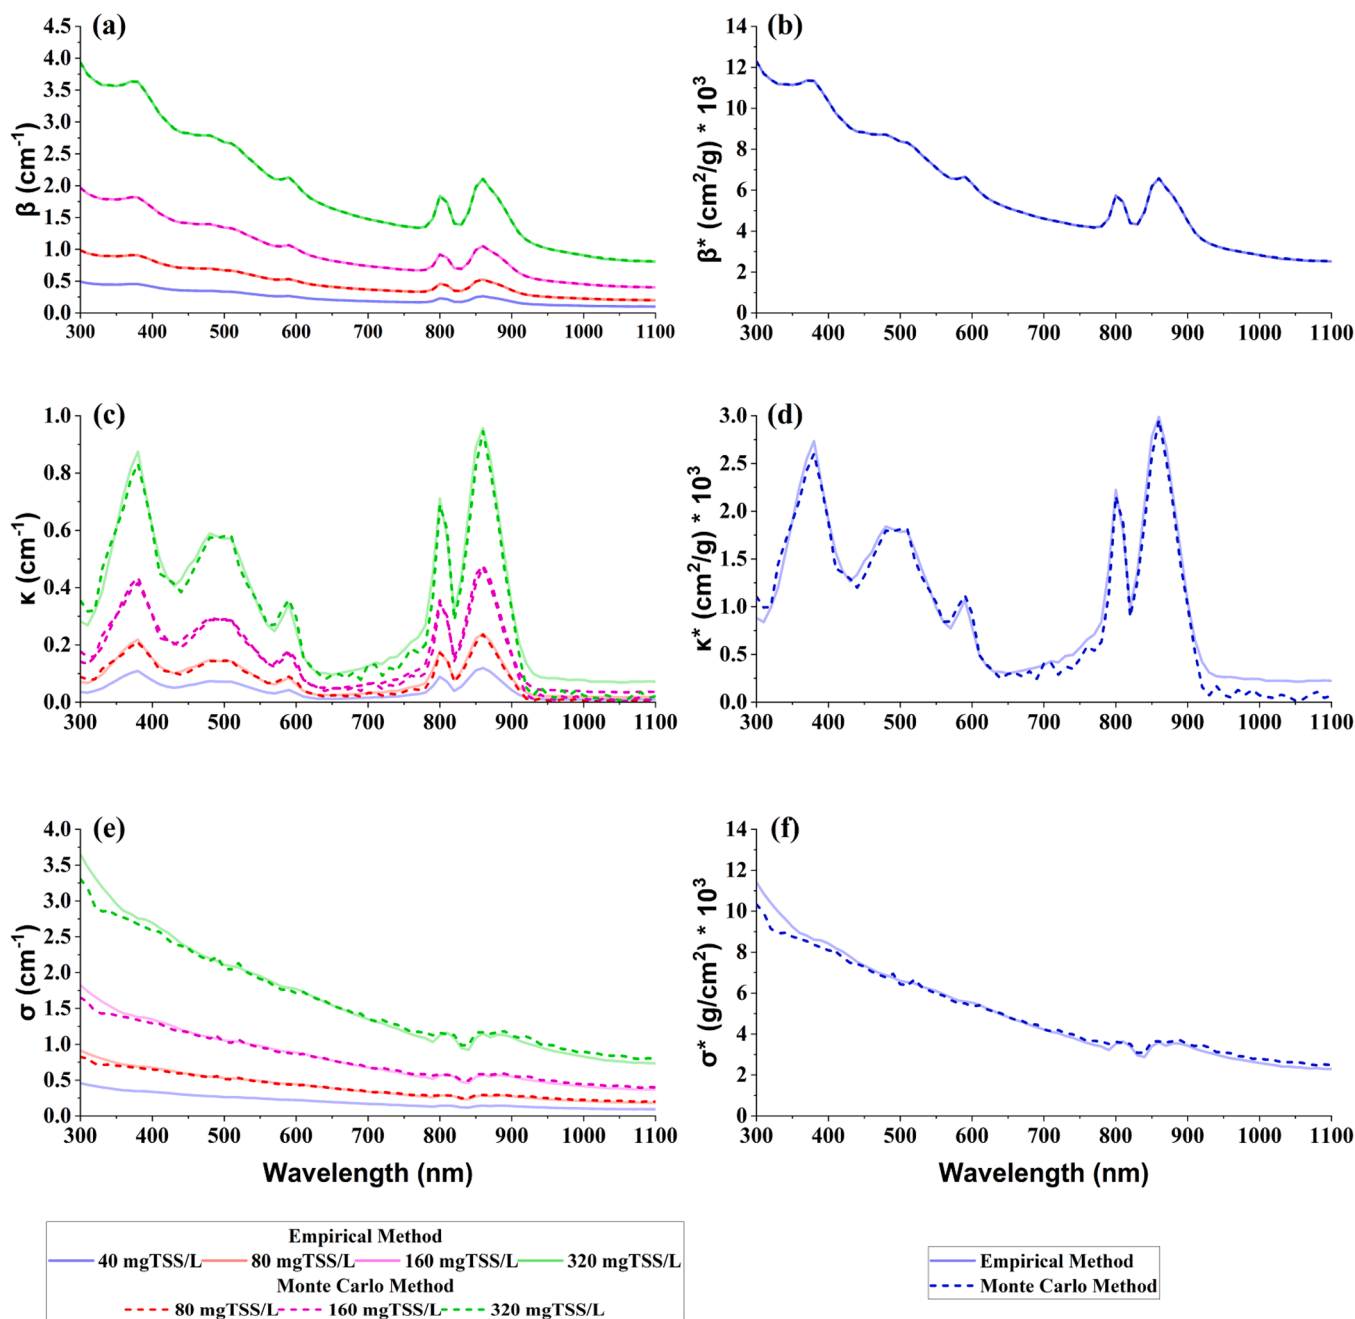 (a)
4.5
4.0
3.5
3.0
2.5
2.0
1.5
1.0
0.5
0.0
β (cm⁻¹)
300 400 500 600 700 800 900 1000 1100
(b)
14
12
10
8
6
4
2
0
β* (cm²/g) * 10³
300 400 500 600 700 800 900 1000 1100
(c)
1.0
0.8
0.6
0.4
0.2
0.0
κ (cm⁻¹)
300 400 500 600 700 800 900 1000 1100
(d)
3.0
2.5
2.0
1.5
1.0
0.5
0.0
κ* (cm²/g) * 10³
300 400 500 600 700 800 900 1000 1100
(e)
4.0
3.5
3.0
2.5
2.0
1.5
1.0
0.5
0.0
σ (cm⁻¹)
300 400 500 600 700 800 900 1000 1100
Wavelength (nm)
(f)
14
12
10
8
6
4
2
0
σ* (g/cm²) * 10³
300 400 500 600 700 800 900 1000 1100
Wavelength (nm)
Empirical Method
40 mgTSS/L 80 mgTSS/L 160 mgTSS/L 320 mgTSS/L
Monte Carlo Method
80 mgTSS/L 160 mgTSS/L 320 mgTSS/L
Empirical Method
Monte Carlo Method